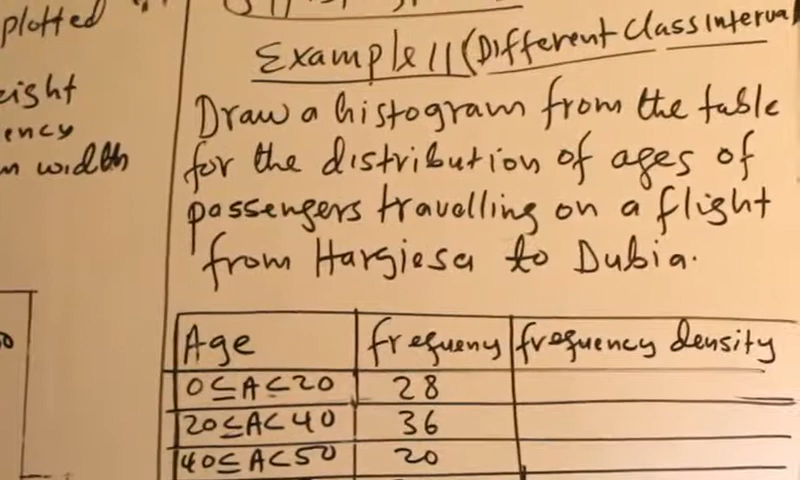 plotted
eight
ency
m width
Example 11 (Different Class Interval
Draw a histogram from the table
for the distribution of ages of
passengers travelling on a flight
from Hargiesa to Dubia.
Age frequeny frequency density
0≤A<20 28
20≤A<40 36
40≤A<50 20